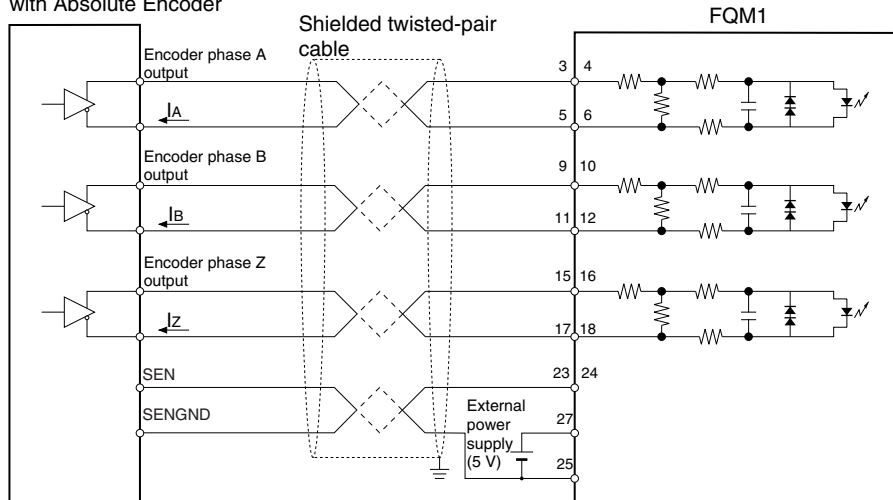 with Absolute Encoder
Shielded twisted-pair
cable
FQM1
Encoder phase A
output
IA
3 4
5 6
Encoder phase B
output
IB
9 10
11 12
Encoder phase Z
output
IZ
15 16
17 18
SEN
23 24
SENGND
External
power
supply
(5 V)
27
25